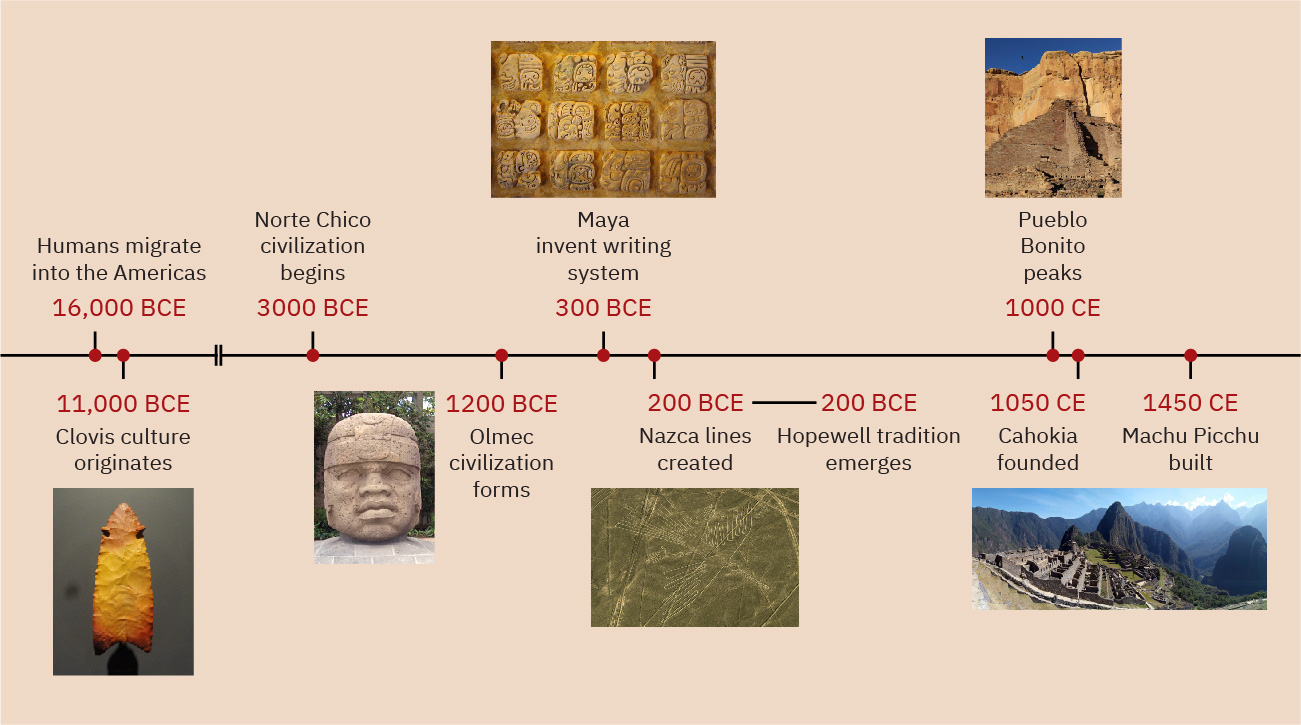 Humans migrate
into the Americas
16,000 BCE
11,000 BCE
Clovis culture
originates
Norte Chico
civilization
begins
3000 BCE
1200 BCE
Olmec
civilization
forms
Maya
invent writing
system
300 BCE
200 BCE
Nazca lines
created
200 BCE
Hopewell tradition
emerges
Pueblo
Bonito
peaks
1000 CE
1050 CE
Cahokia
founded
1450 CE
Machu Picchu
built